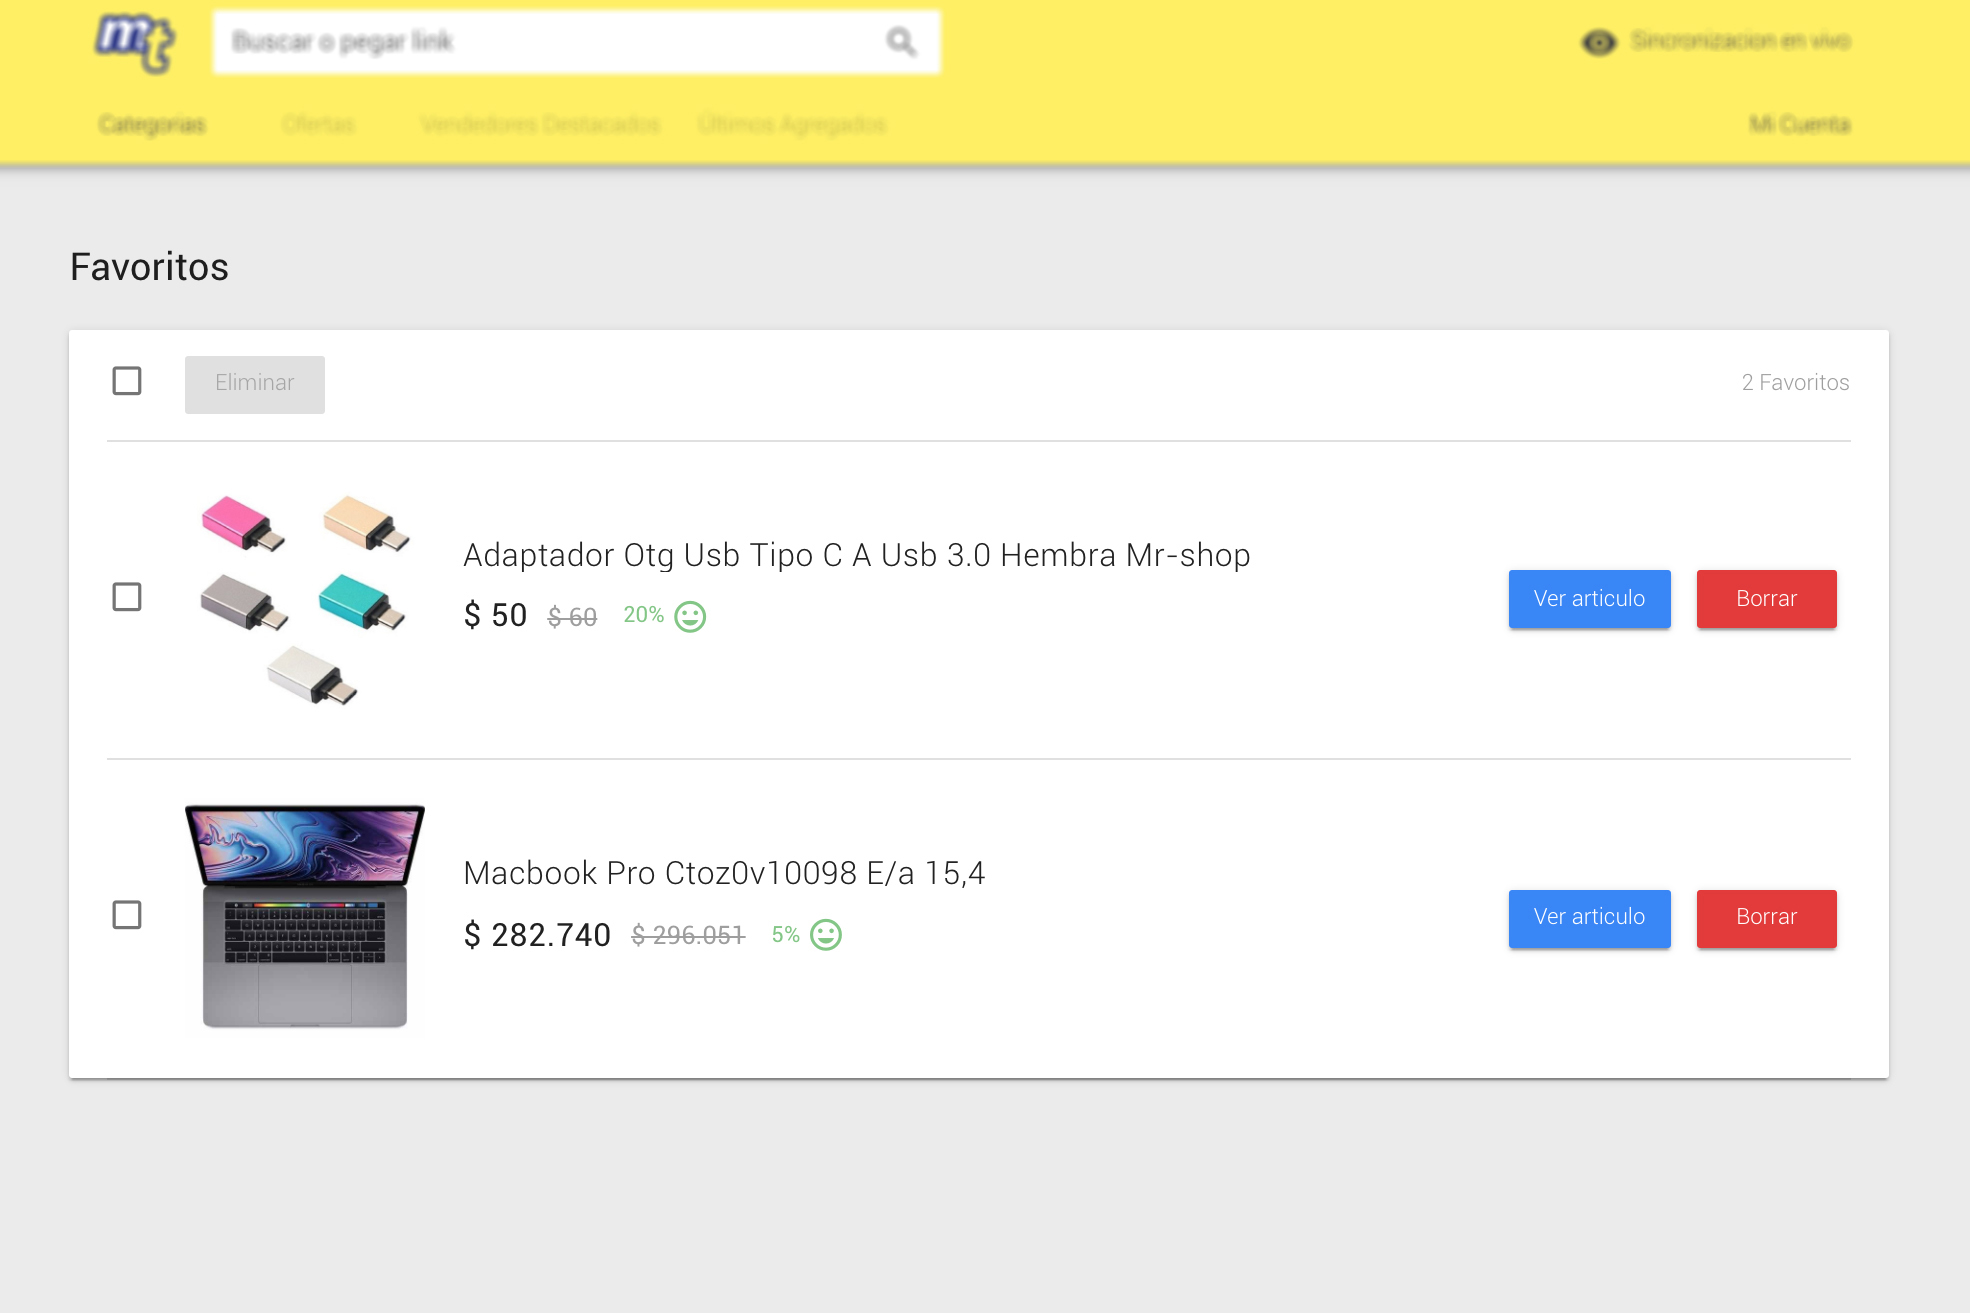 mt
Buscar o pegar link
Sincronizacion en vivo
Categorias
Ofertas
Vendedores Destacados
Últimos Agregados
Mi Cuenta
Favoritos
Eliminar
2 Favoritos
Adaptador Otg Usb Tipo C A Usb 3.0 Hembra Mr-shop
$ 50 $ 60 20%
Ver articulo
Borrar
Macbook Pro Ctoz0v10098 E/a 15,4
$ 282.740 $ 296.051 5%
Ver articulo
Borrar